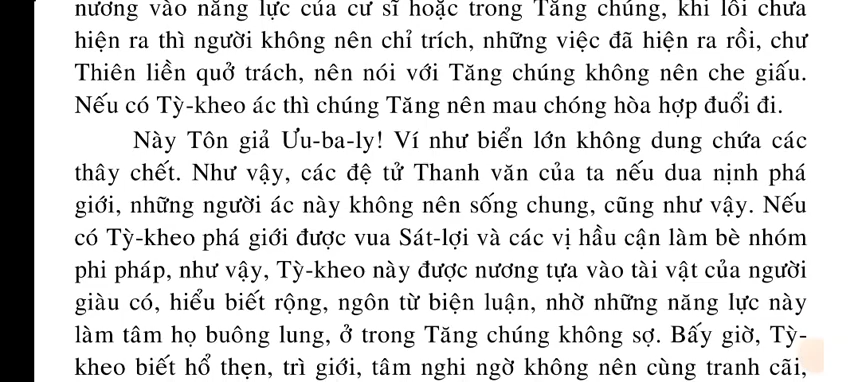 nương vào năng lực của cư sĩ hoặc trong Tăng chúng, khi lỗi chưa
hiện ra thì người không nên chỉ trích, những việc đã hiện ra rồi, chư
Thiên liền quở trách, nên nói với Tăng chúng không nên che giấu.
Nếu có Tỳ-kheo ác thì chúng Tăng nên mau chóng hòa hợp đuổi đi.
Này Tôn giả Ưu-ba-ly! Ví như biển lớn không dung chứa các
thây chết. Như vậy, các đệ tử Thanh văn của ta nếu dua nịnh phá
giới, những người ác này không nên sống chung, cũng như vậy. Nếu
có Tỳ-kheo phá giới được vua Sát-lợi và các vị hầu cận làm bè nhóm
phi pháp, như vậy, Tỳ-kheo này được nương tựa vào tài vật của người
giàu có, hiểu biết rộng, ngôn từ biện luận, nhờ những năng lực này
làm tâm họ buông lung, ở trong Tăng chúng không sợ. Bấy giờ, Tỳ-
kheo biết hổ thẹn, trì giới, tâm nghi ngờ không nên cùng tranh cãi,